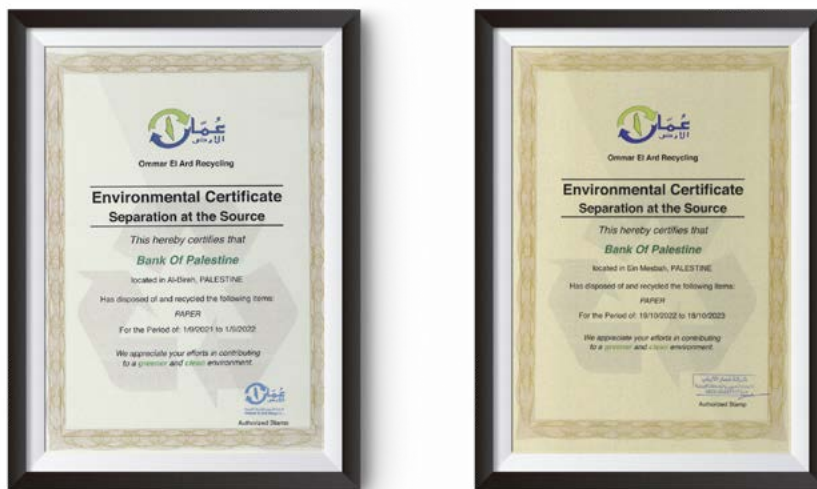 عُمّار
الأرض
Ommar El Ard Recycling
Environmental Certificate
Separation at the Source
This hereby certifies that
Bank Of Palestine
located in Al-Bireh, PALESTINE
Has disposed of and recycled the following items:
PAPER
For the Period of: 1/9/2021 to 1/9/2022
We appreciate your efforts in contributing
to a greener and clean environment.
عُمّار
الأرض
Authorized Stamp
عُمّار
الأرض
Ommar El Ard Recycling
Environmental Certificate
Separation at the Source
This hereby certifies that
Bank Of Palestine
located in Ein Mesbah, PALESTINE
Has disposed of and recycled the following items:
PAPER
For the Period of: 19/10/2022 to 18/10/2023
We appreciate your efforts in contributing
to a greener and clean environment.
Authorized Stamp